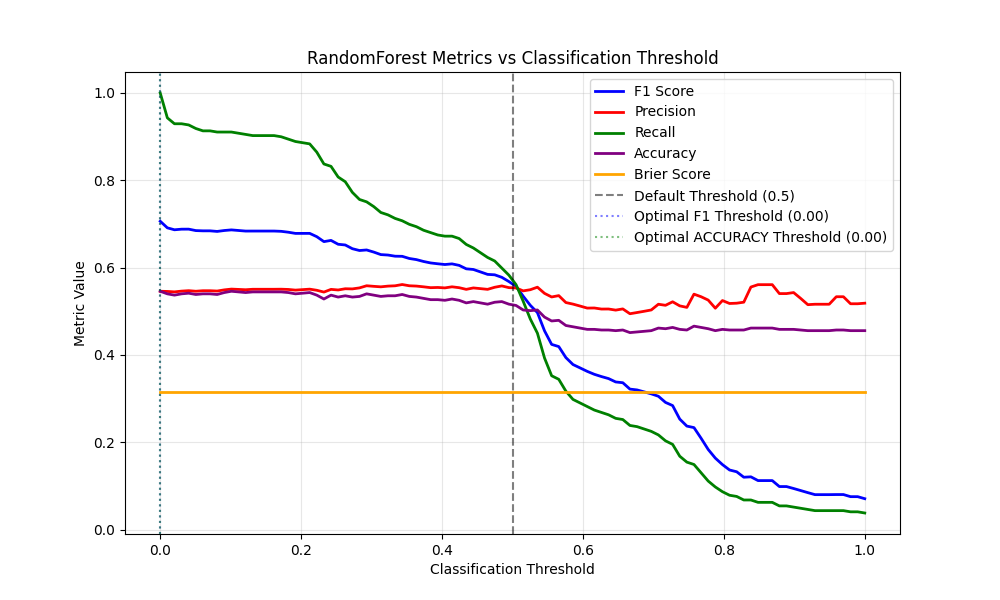 RandomForest Metrics vs Classification Threshold
1.0
0.8
0.6
0.4
0.2
0.0
Metric Value
F1 Score
Precision
Recall
Accuracy
Brier Score
Default Threshold (0.5)
Optimal F1 Threshold (0.00)
Optimal ACCURACY Threshold (0.00)
0.0 0.2 0.4 0.6 0.8 1.0
Classification Threshold